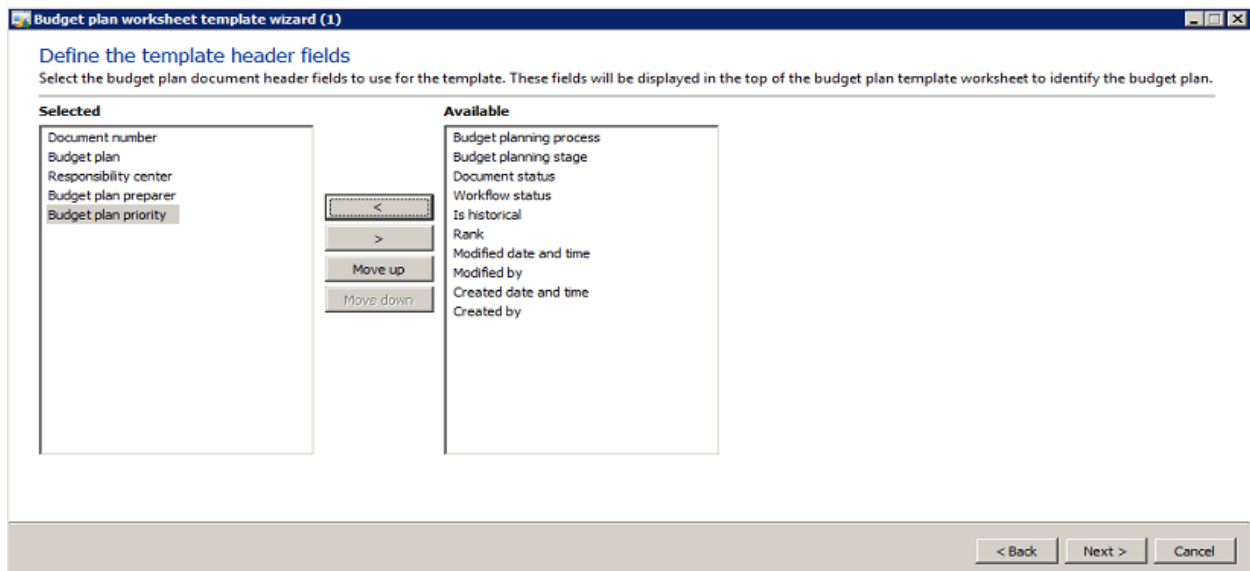 Budget plan worksheet template wizard (1)
Define the template header fields
Select the budget plan document header fields to use for the template. These fields will be displayed in the top of the budget plan template worksheet to identify the budget plan.
Selected
Document number
Budget plan
Responsibility center
Budget plan preparer
Budget plan priority
<
>
Move up
Move down
Available
Budget planning process
Budget planning stage
Document status
Workflow status
Is historical
Rank
Modified date and time
Modified by
Created date and time
Created by
< Back
Next >
Cancel